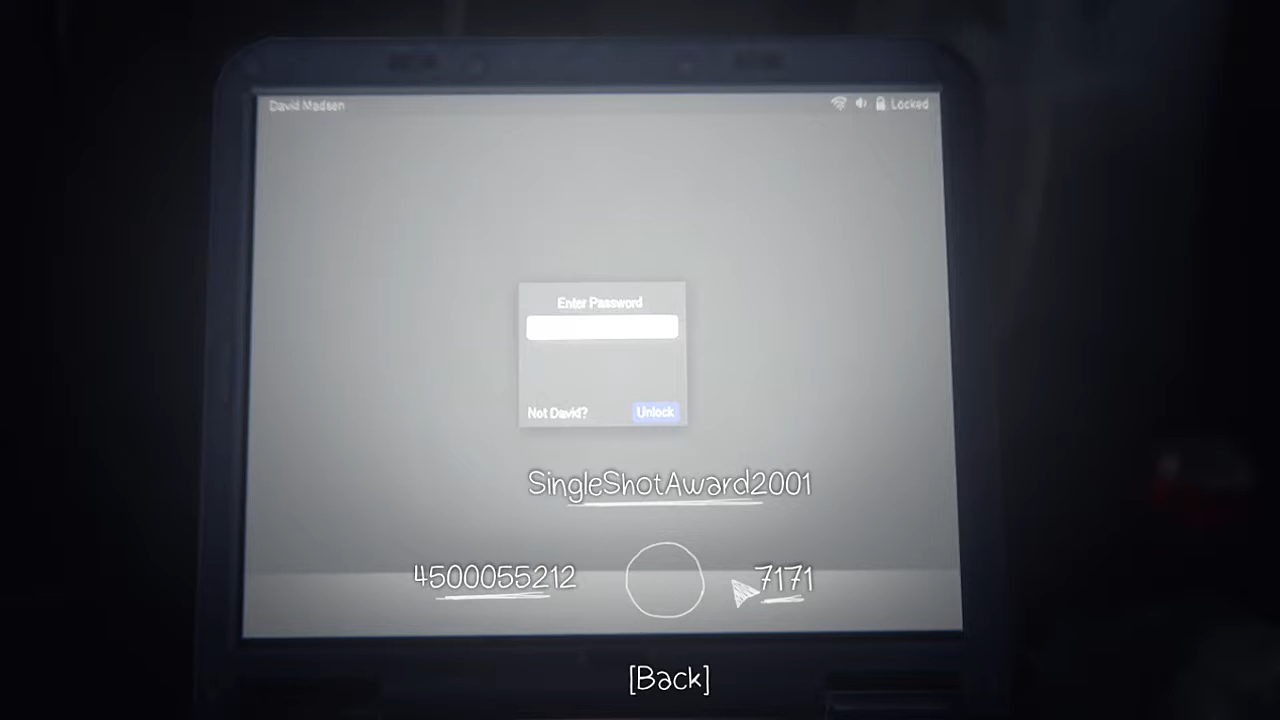 David Madsen
Locked
Enter Password
Not David?
Unlock
SingleShotAward2001
4500055212
7171
[Back]